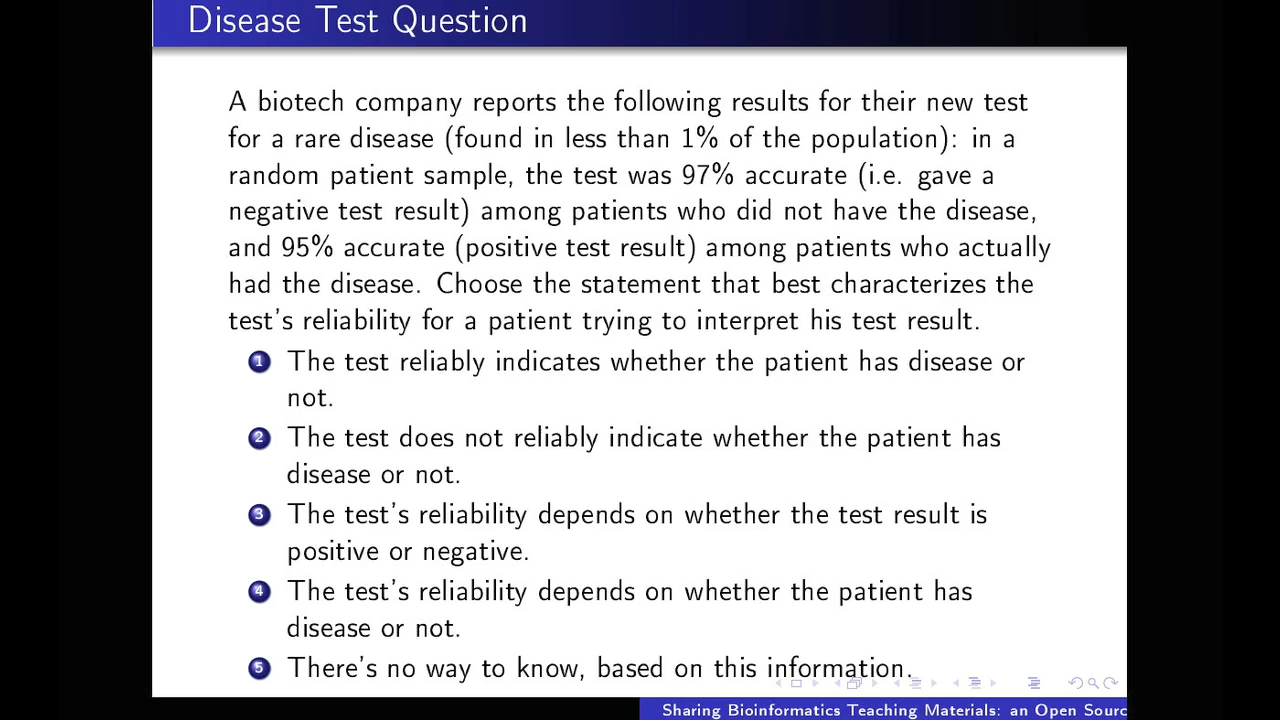 Disease Test Question
A biotech company reports the following results for their new test
for a rare disease (found in less than 1% of the population): in a
random patient sample, the test was 97% accurate (i.e. gave a
negative test result) among patients who did not have the disease,
and 95% accurate (positive test result) among patients who actually
had the disease. Choose the statement that best characterizes the
test's reliability for a patient trying to interpret his test result.
1 The test reliably indicates whether the patient has disease or
not.
2 The test does not reliably indicate whether the patient has
disease or not.
3 The test's reliability depends on whether the test result is
positive or negative.
4 The test's reliability depends on whether the patient has
disease or not.
5 There's no way to know, based on this information.
Sharing Bioinformatics Teaching Materials: an Open Sourc